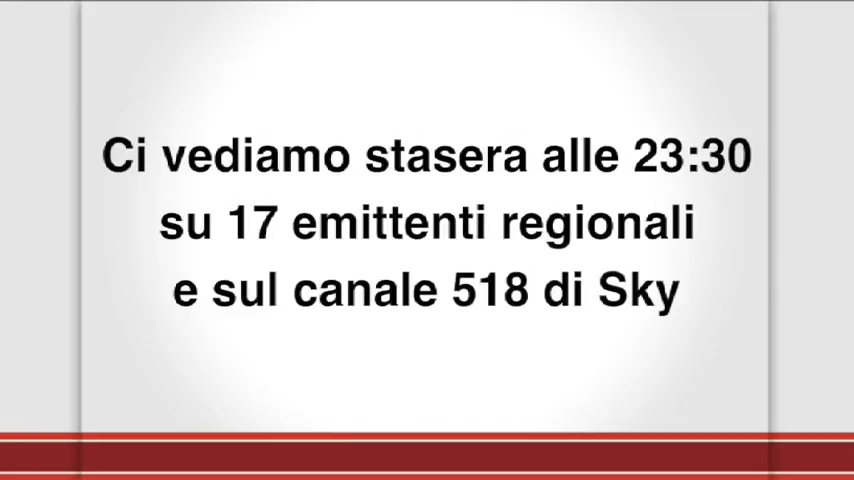 Ci vediamo stasera alle 23:30
su 17 emittenti regionali
e sul canale 518 di Sky